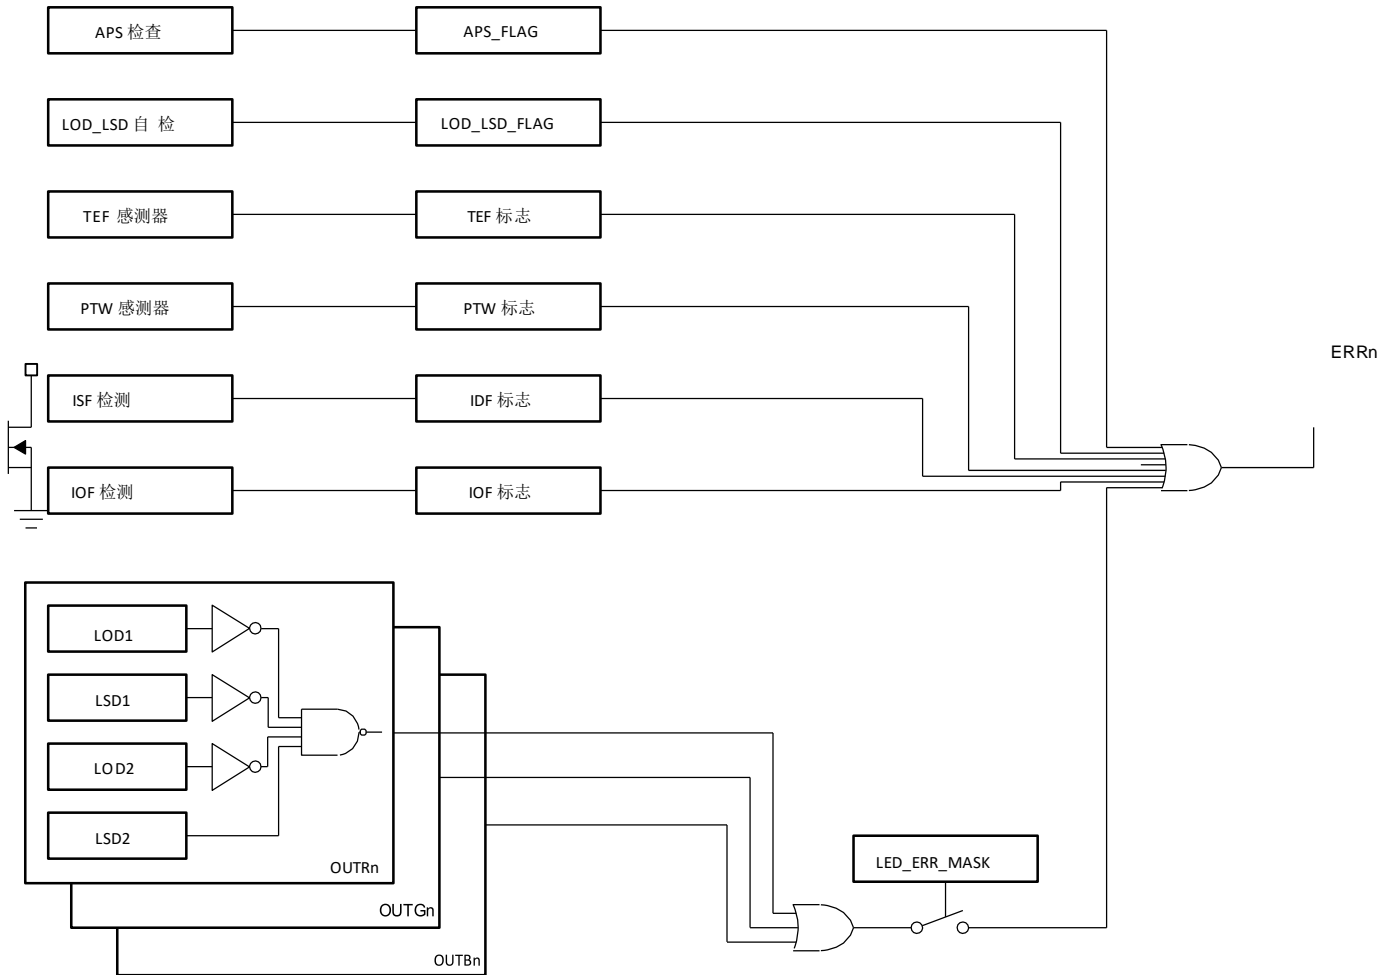 APS 检查
APS_FLAG
LOD_LSD 自 检
LOD_LSD_FLAG
TEF 感测器
TEF 标志
PTW 感测器
PTW 标志
ERRn
ISF 检测
IDF 标志
IOF 检测
IOF 标志
LOD1
LSD1
LOD2
LSD2
OUTRn
LED_ERR_MASK
OUTGn
OUTBn